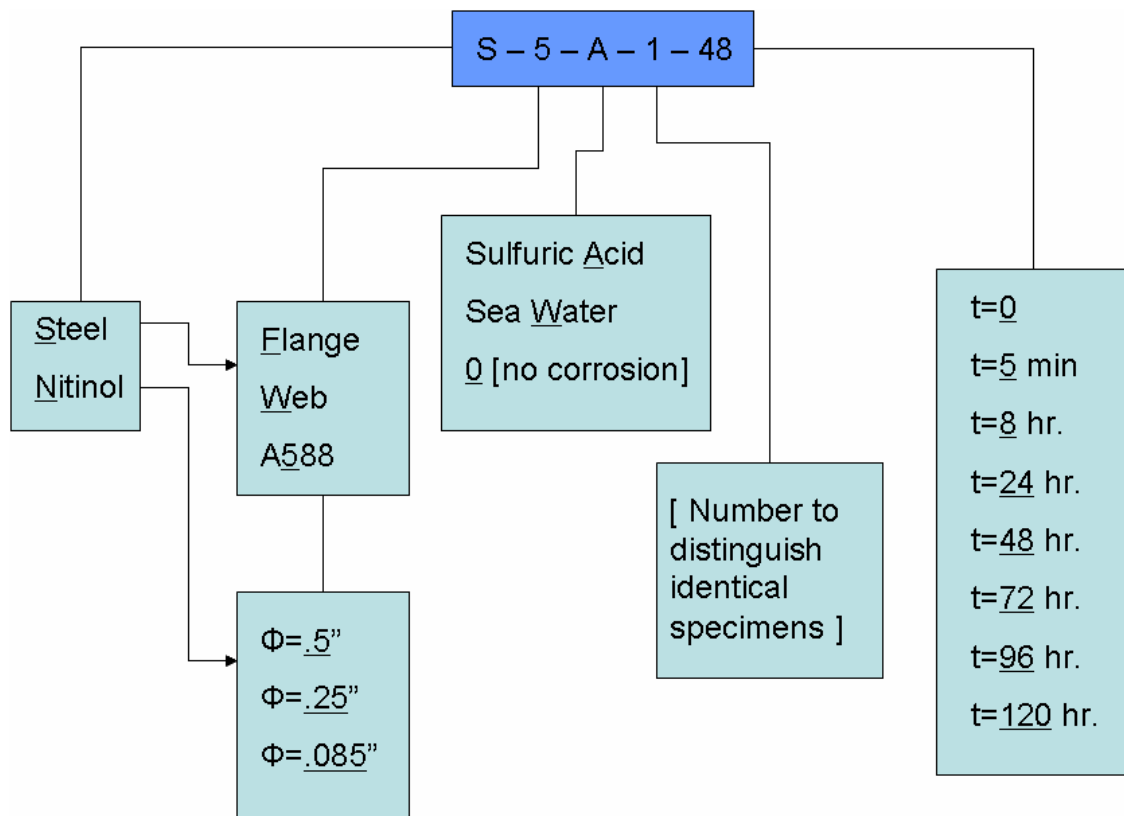 S – 5 – A – 1 – 48
Steel
Nitinol
Flange
Web
A588
Φ=.5”
Φ=.25”
Φ=.085”
Sulfuric Acid
Sea Water
0 [no corrosion]
[ Number to
distinguish
identical
specimens ]
t=0
t=5 min
t=8 hr.
t=24 hr.
t=48 hr.
t=72 hr.
t=96 hr.
t=120 hr.